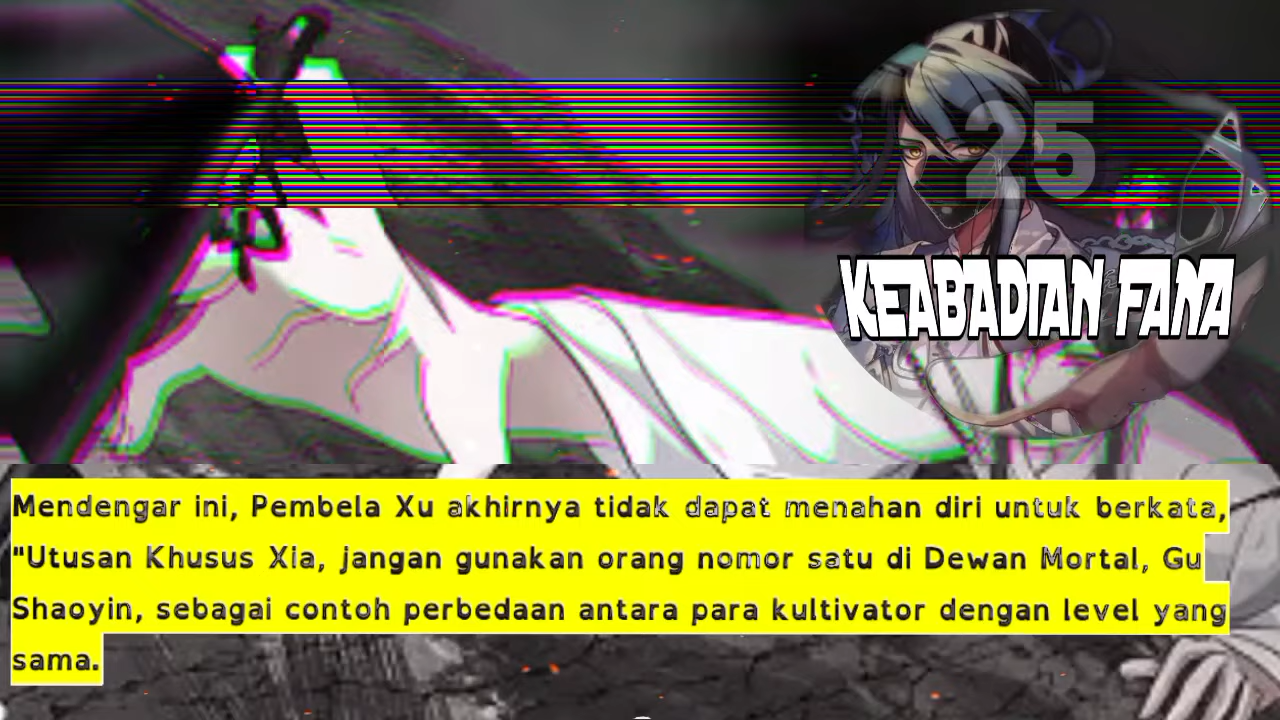 25
KEABADIAN FANA
Mendengar ini, Pembela Xu akhirnya tidak dapat menahan diri untuk berkata,
"Utusan Khusus Xia, jangan gunakan orang nomor satu di Dewan Mortal, Gu
Shaoyin, sebagai contoh perbedaan antara para kultivator dengan level yang
sama.